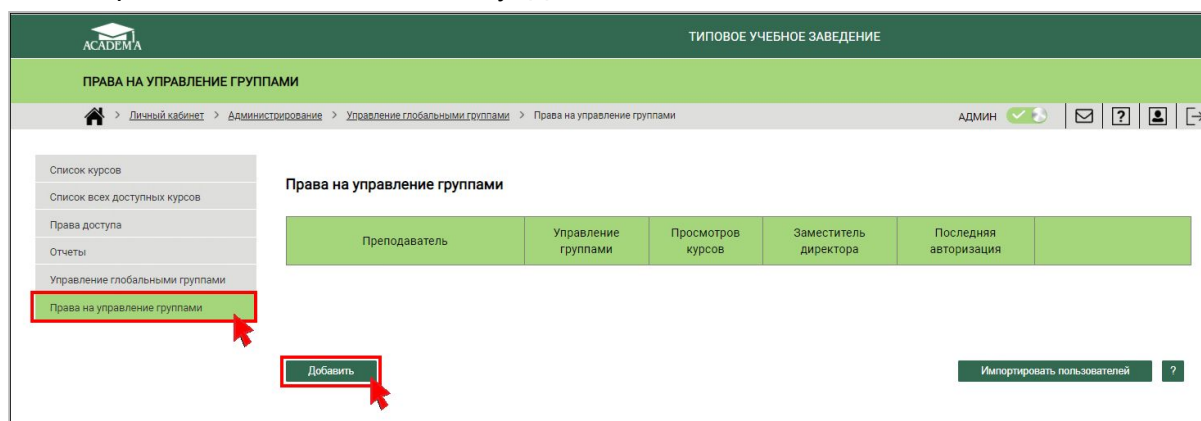 ACADEM'A
ТИПОВОЕ УЧЕБНОЕ ЗАВЕДЕНИЕ
ПРАВА НА УПРАВЛЕНИЕ ГРУППАМИ
> Личный кабинет > Администрирование > Управление глобальными группами > Права на управление группами
АДМИН
?
Список курсов
Список всех доступных курсов
Права доступа
Отчеты
Управление глобальными группами
Права на управление группами
Права на управление группами
Преподаватель
Управление
группами
Просмотров
курсов
Заместитель
директора
Последняя
авторизация
Добавить
Импортировать пользователей
?